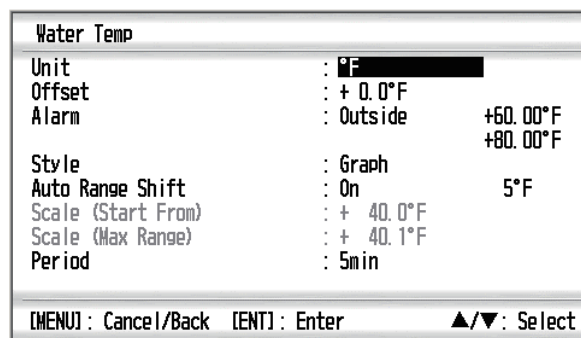 Water Temp
Unit : °F
Offset : + 0.0°F
Alarm : Outside +60.00°F
+80.00°F
Style : Graph
Auto Range Shift : On 5°F
Scale (Start From) : + 40.0°F
Scale (Max Range) : + 40.1°F
Period : 5min
[MENU]: Cancel/Back [ENT]: Enter ▲/▼: Select